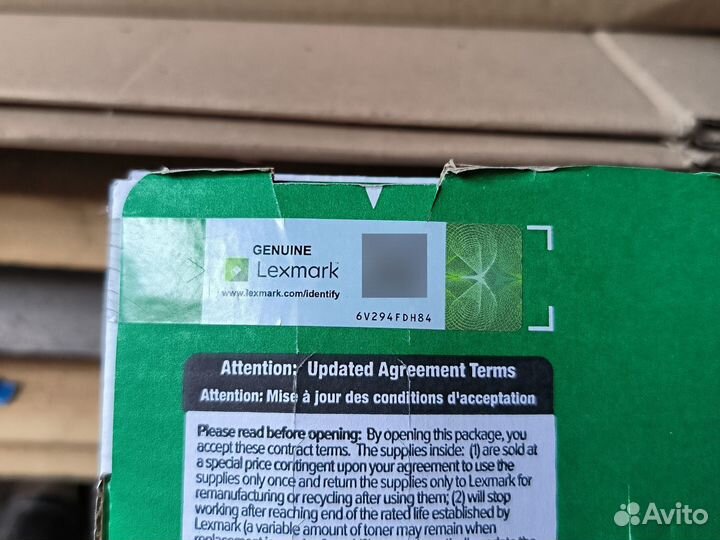 GENUINE
Lexmark
www.lexmark.com/identify
6V294FDH84
Attention: Updated Agreement Terms
Attention: Mise à jour des conditions d'acceptation
Please read before opening: By opening this package, you
accept these contract terms. The supplies inside: (1) are sold at
a special price contingent upon your agreement to use the
supplies only once and return the supplies only to Lexmark for
remanufacturing or recycling after using them; (2) will stop
working after reaching end of the rated life established by
Lexmark (a variable amount of toner may remain when
Avito